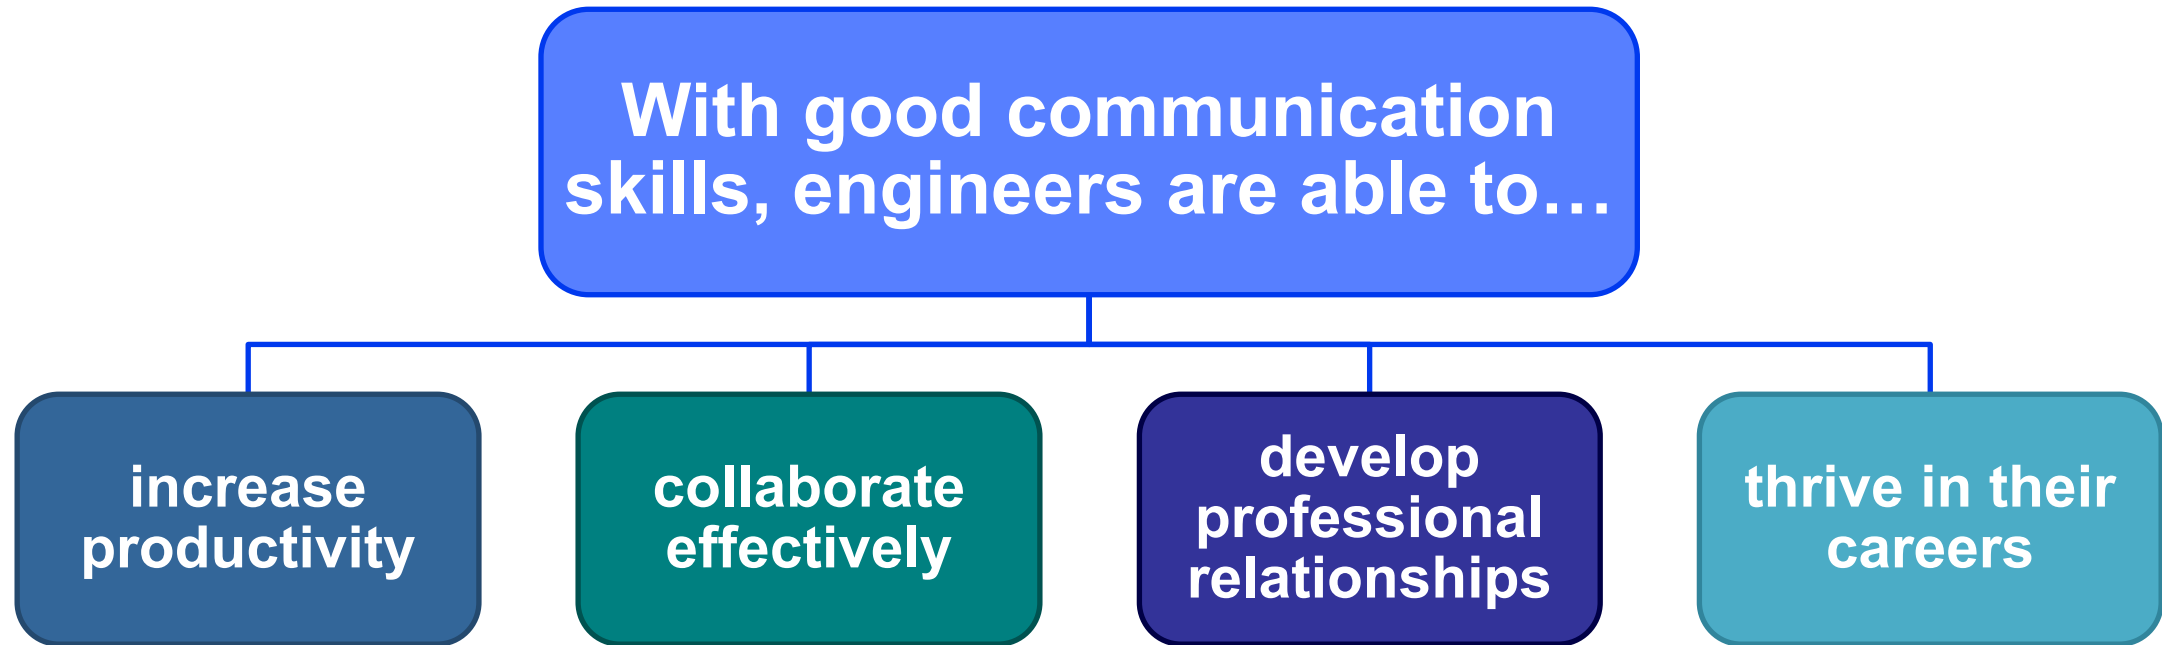 With good communication
skills, engineers are able to…
increase
productivity
collaborate
effectively
develop
professional
relationships
thrive in their
careers